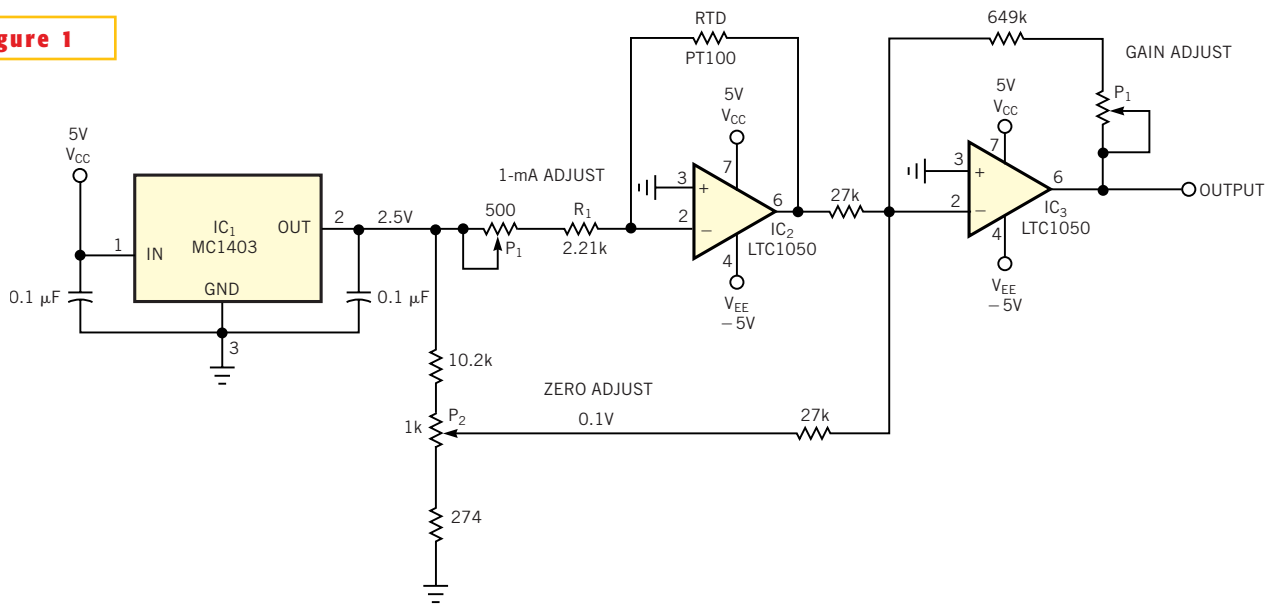 gure 1
5V
VCC
0.1 μF
1
IN
IC1
MC1403
OUT
GND
2
3
2.5V
0.1 μF
1-mA ADJUST
500
P1
R1
2.21k
RTD
PT100
5V
VCC
7
3
+
2
−
6
4
IC2
LTC1050
VEE
−5V
27k
649k
GAIN ADJUST
P1
5V
VCC
7
3
+
2
−
6
4
IC3
LTC1050
VEE
−5V
OUTPUT
10.2k
1k
P2
ZERO ADJUST
0.1V
27k
274